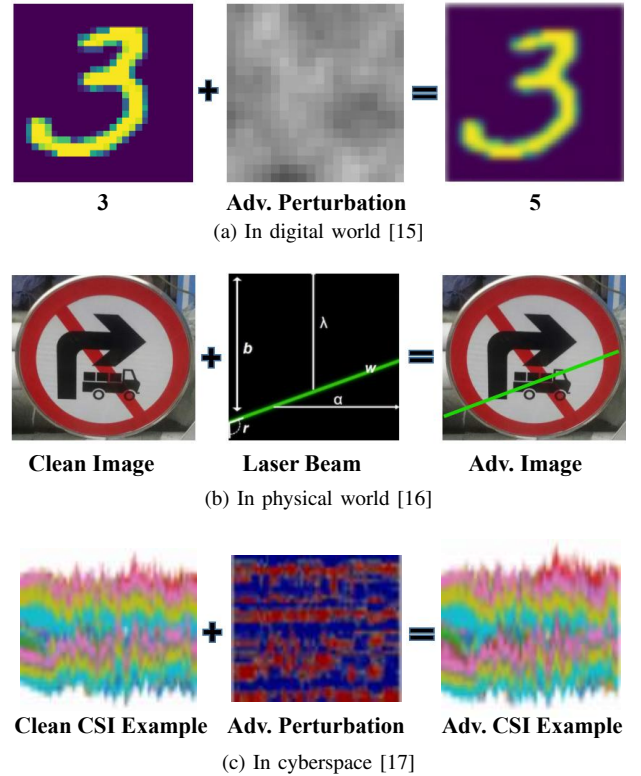 + =
3 Adv. Perturbation 5
(a) In digital world [15]
b λ w α r
+ =
Clean Image Laser Beam Adv. Image
(b) In physical world [16]
+ =
Clean CSI Example Adv. Perturbation Adv. CSI Example
(c) In cyberspace [17]